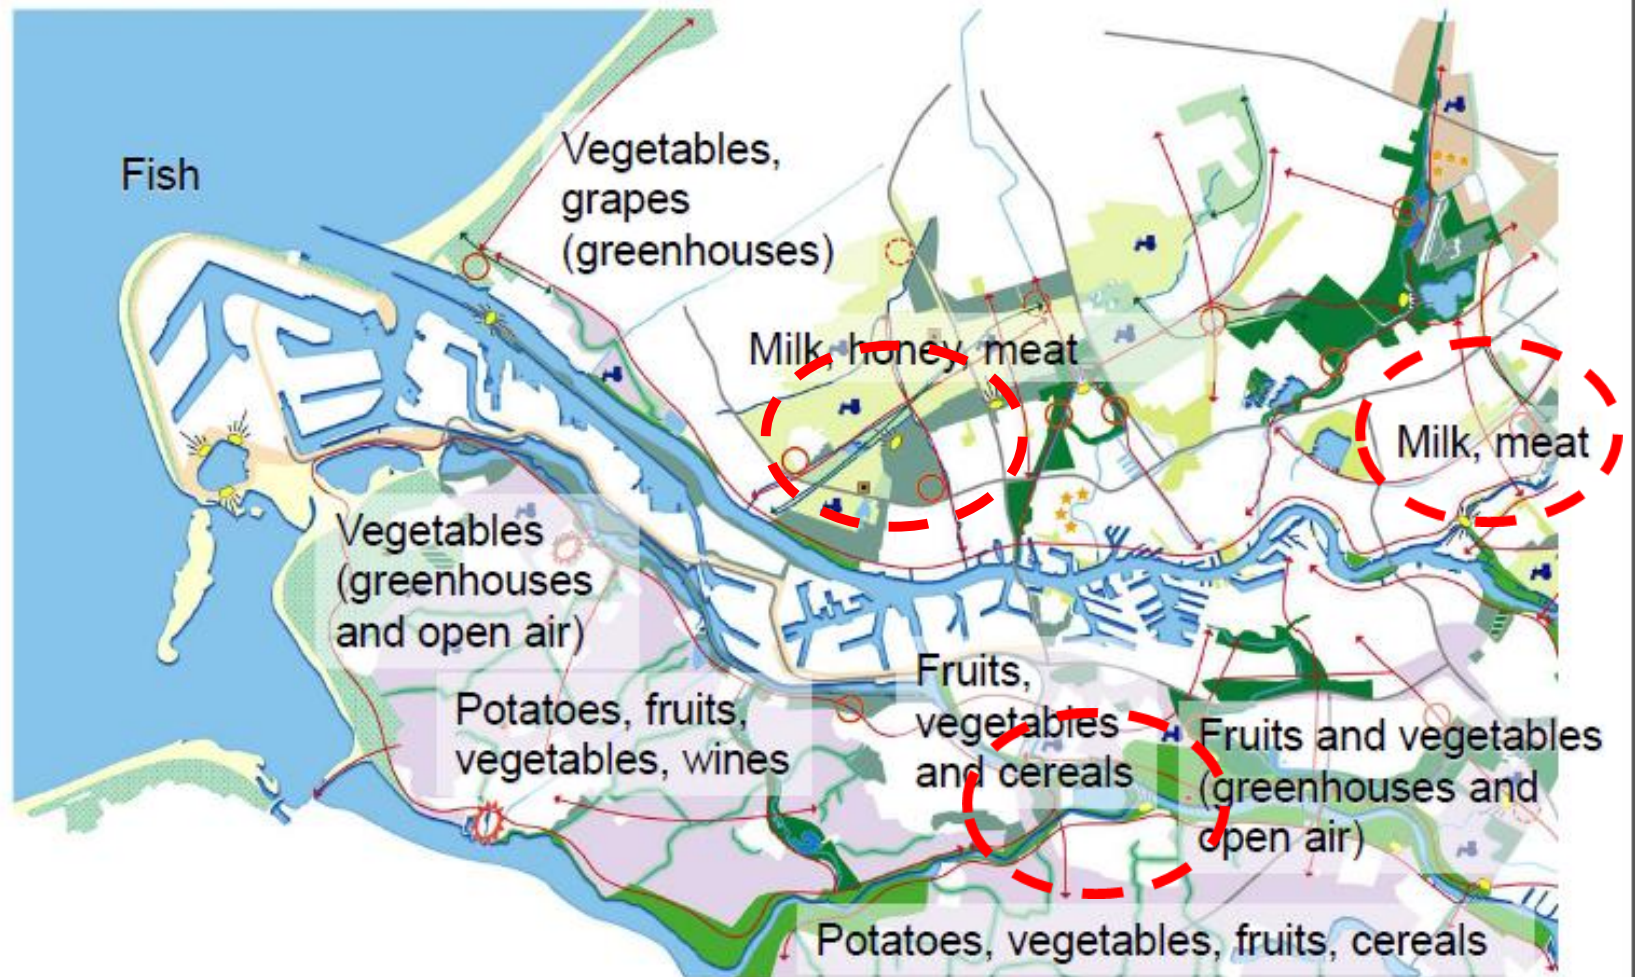 Fish
Vegetables,
grapes
(greenhouses)
Milk, honey, meat
Milk, meat
Vegetables
(greenhouses
and open air)
Potatoes, fruits,
vegetables, wines
Fruits,
vegetables
and cereals
Fruits and vegetables
(greenhouses and
open air)
Potatoes, vegetables, fruits, cereals